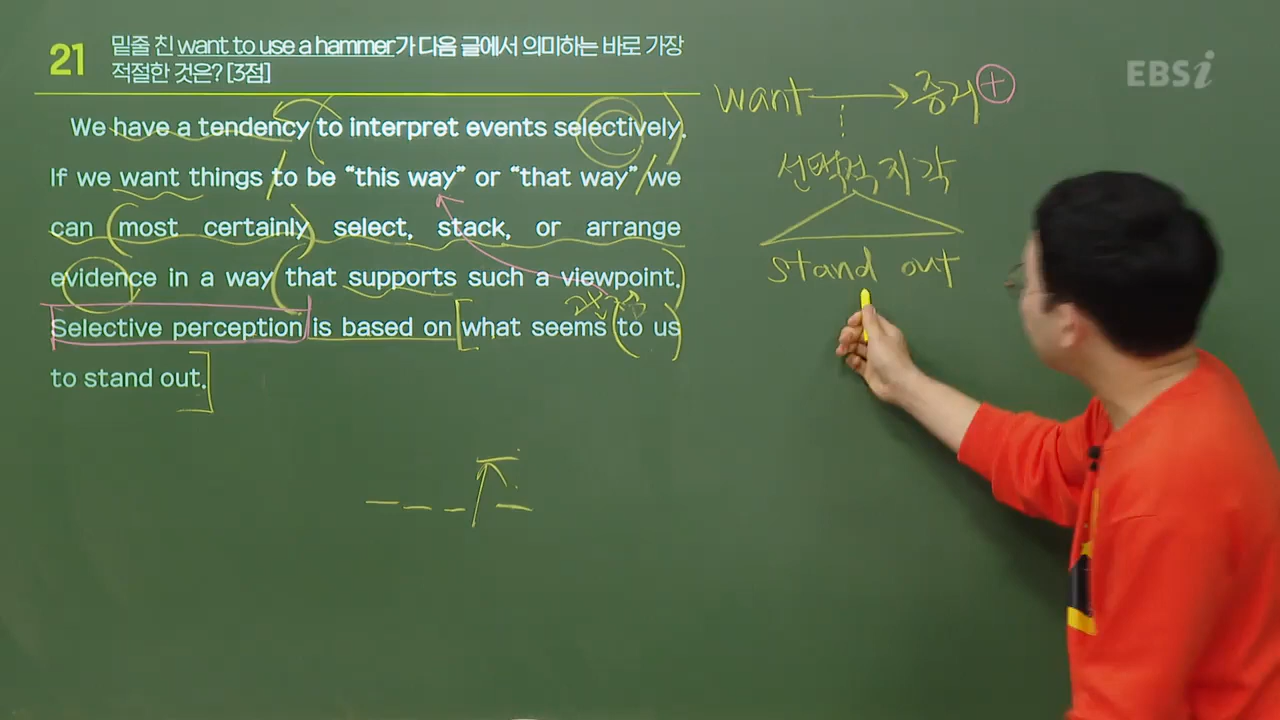 21
밑줄 친 want to use a hammer가 다음 글에서 의미하는 바로 가장
적절한 것은? [3점]
EBSi
We have a tendency to interpret events selectively.
If we want things to be “this way” or “that way” we
can most certainly select, stack, or arrange
evidence in a way that supports such a viewpoint.
Selective perception is based on what seems to us
to stand out.
want → 증거 +
선택적 지각
stand out